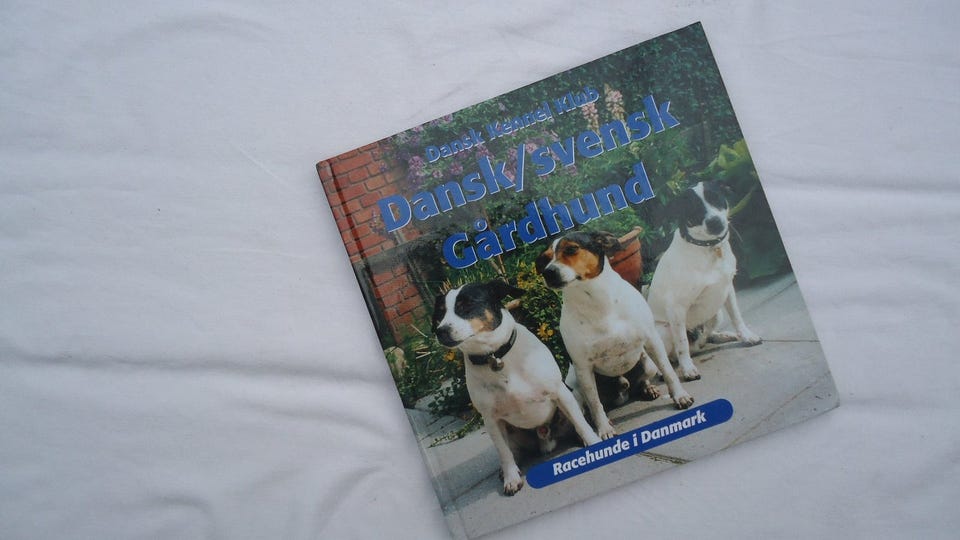 Dansk Kennel Klub
Dansk/svensk
Gårdhund
Racehunde i Danmark